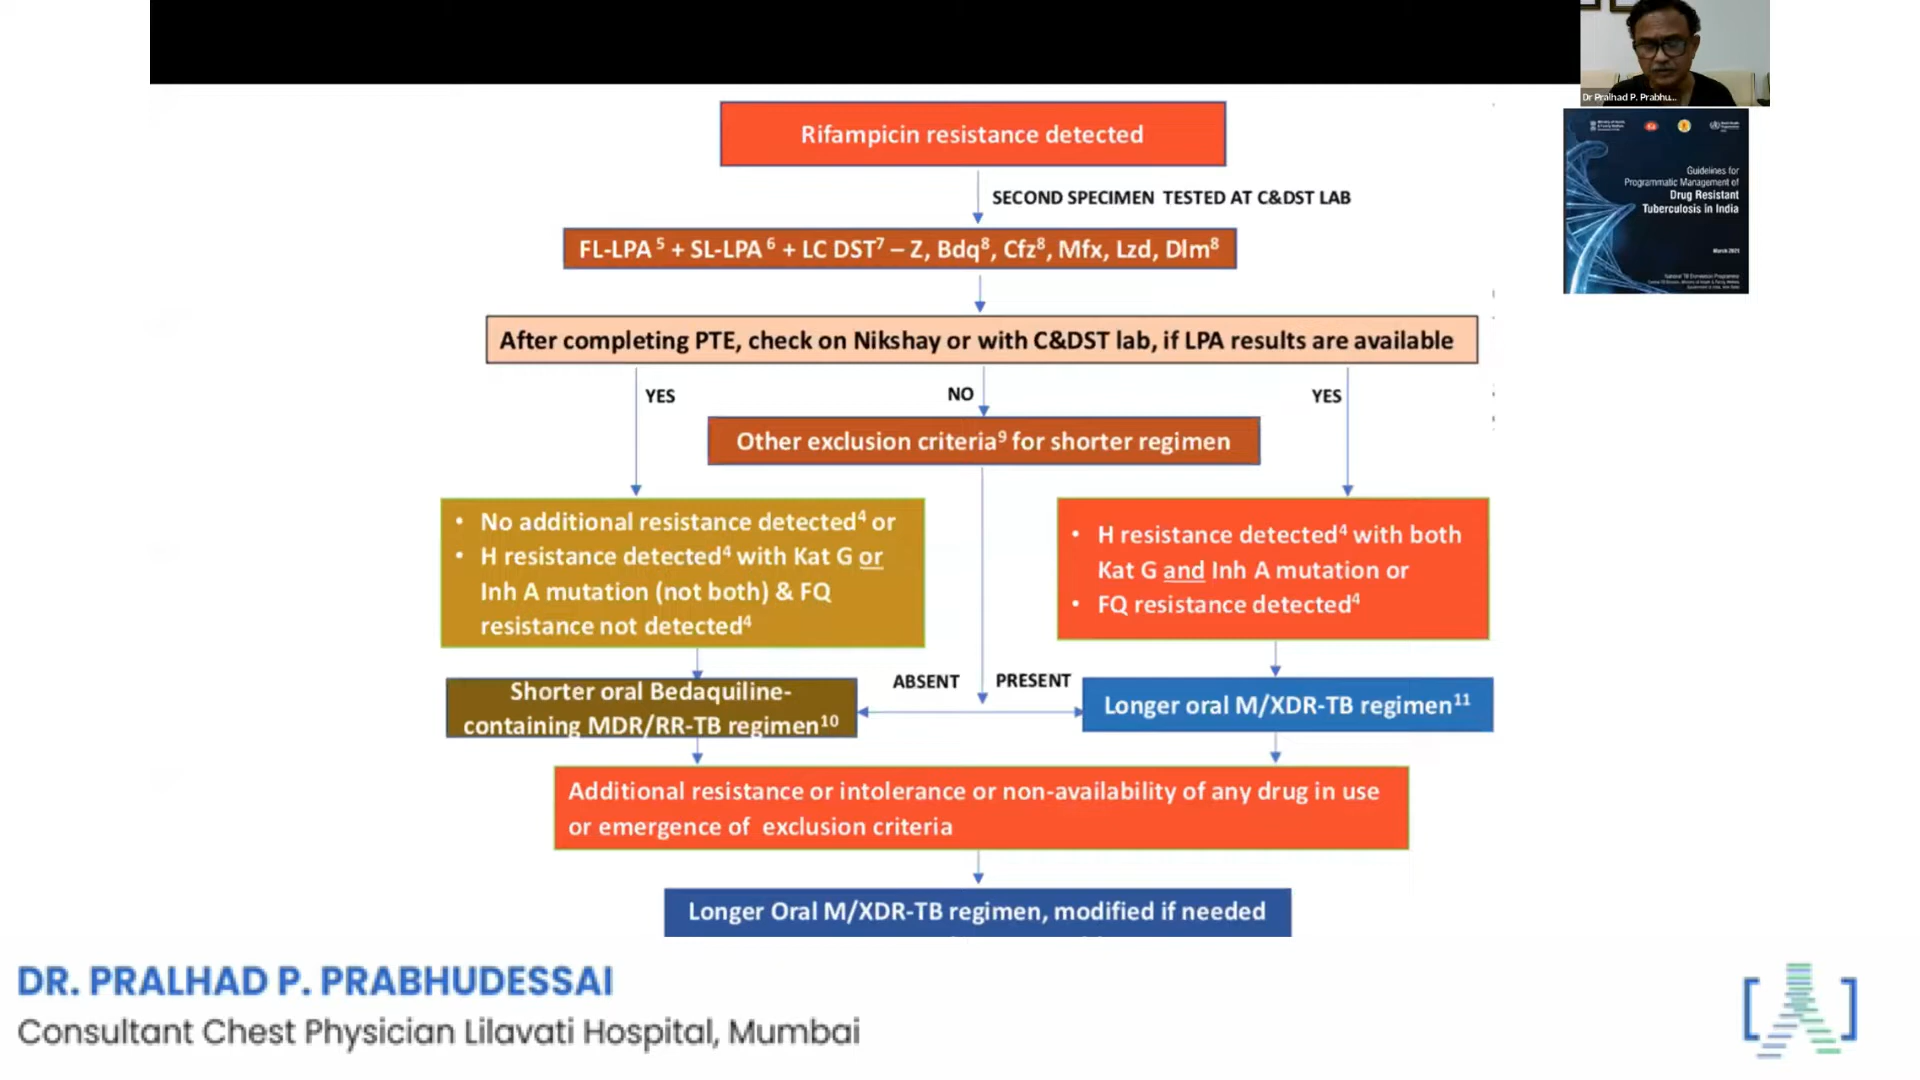 Dr Pralhad P. Prabhu...
Rifampicin resistance detected
SECOND SPECIMEN TESTED AT C&DST LAB
Guidelines for
Programmatic Management of
Drug Resistant
Tuberculosis in India
March 2021
FL-LPA⁵ + SL-LPA⁶ + LC DST⁷ – Z, Bdq⁸, Cfz⁸, Mfx, Lzd, Dlm⁸
After completing PTE, check on Nikshay or with C&DST lab, if LPA results are available
YES
NO
YES
Other exclusion criteria⁹ for shorter regimen
• No additional resistance detected⁴ or
• H resistance detected⁴ with Kat G or
Inh A mutation (not both) & FQ
resistance not detected⁴
• H resistance detected⁴ with both
Kat G and Inh A mutation or
• FQ resistance detected⁴
ABSENT
PRESENT
Shorter oral Bedaquiline-
containing MDR/RR-TB regimen¹⁰
Longer oral M/XDR-TB regimen¹¹
Additional resistance or intolerance or non-availability of any drug in use
or emergence of exclusion criteria
Longer Oral M/XDR-TB regimen, modified if needed
DR. PRALHAD P. PRABHUDESSAI
Consultant Chest Physician Lilavati Hospital, Mumbai